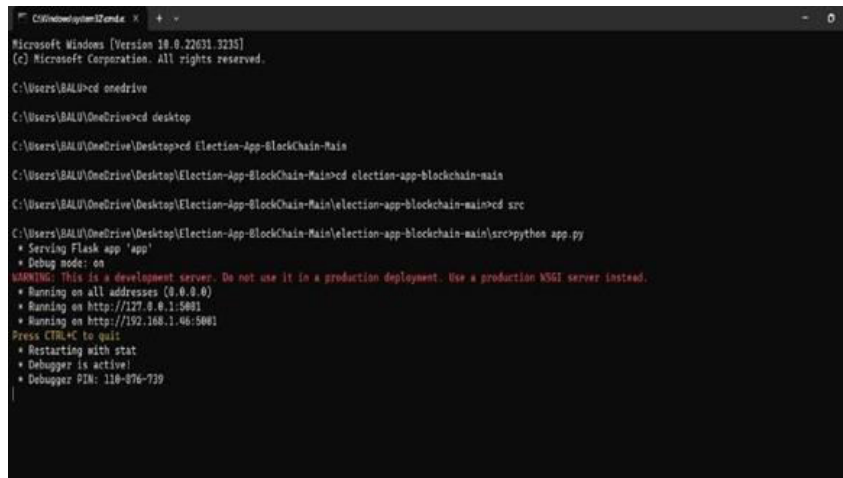 C:\Windows\system32\cmd.e
Microsoft Windows [Version 10.0.22631.3235]
(c) Microsoft Corporation. All rights reserved.
C:\Users\BALU>cd onedrive
C:\Users\BALU\OneDrive>cd desktop
C:\Users\BALU\OneDrive\Desktop>cd Election-App-BlockChain-Main
C:\Users\BALU\OneDrive\Desktop\Election-App-BlockChain-Main>cd election-app-blockchain-main
C:\Users\BALU\OneDrive\Desktop\Election-App-BlockChain-Main\election-app-blockchain-main>cd src
C:\Users\BALU\OneDrive\Desktop\Election-App-BlockChain-Main\election-app-blockchain-main\src>python app.py
* Serving Flask app 'app'
* Debug mode: on
WARNING: This is a development server. Do not use it in a production deployment. Use a production WSGI server instead.
* Running on all addresses (0.0.0.0)
* Running on http://127.0.0.1:5001
* Running on http://192.168.1.46:5001
Press CTRL+C to quit
* Restarting with stat
* Debugger is active!
* Debugger PIN: 110-876-739